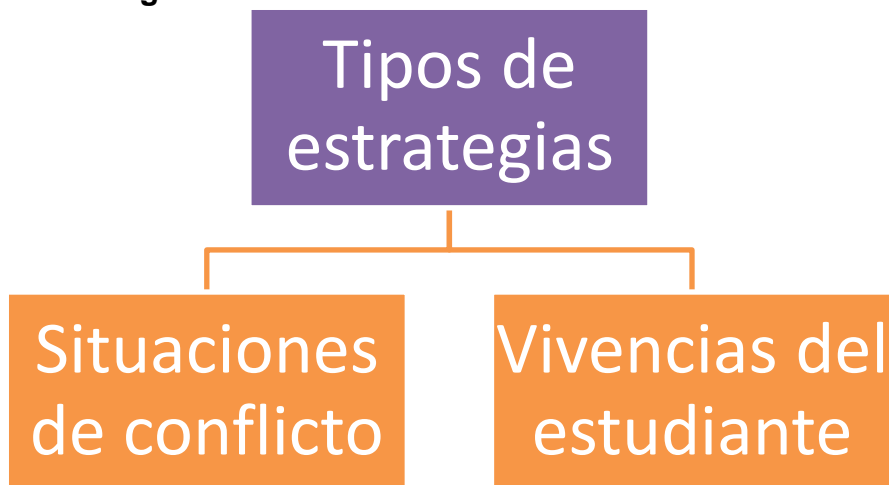 Tipos de
estrategias
Situaciones
de conflicto
Vivencias del
estudiante